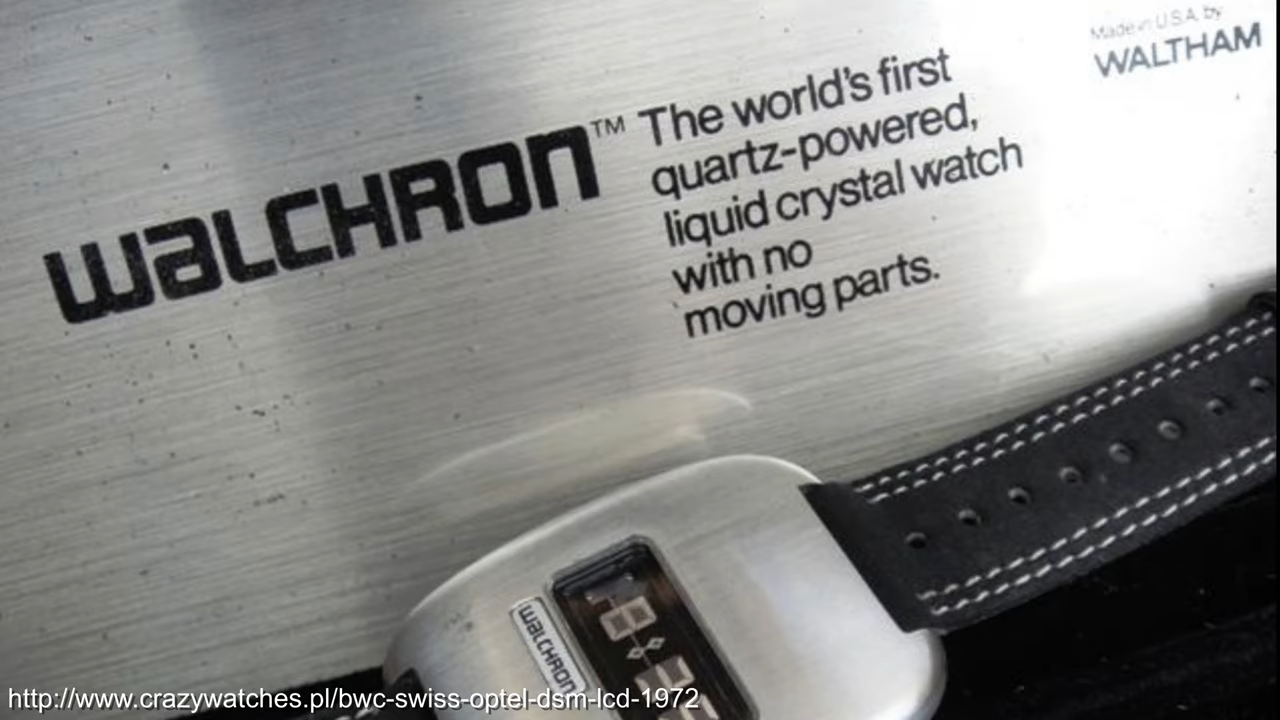 Made in U.S.A. by
WALTHAM
WALCHRON™
The world's first
quartz-powered,
liquid crystal watch
with no
moving parts.
WALCHRON
http://www.crazywatches.pl/bwc-swiss-optel-dsm-lcd-1972